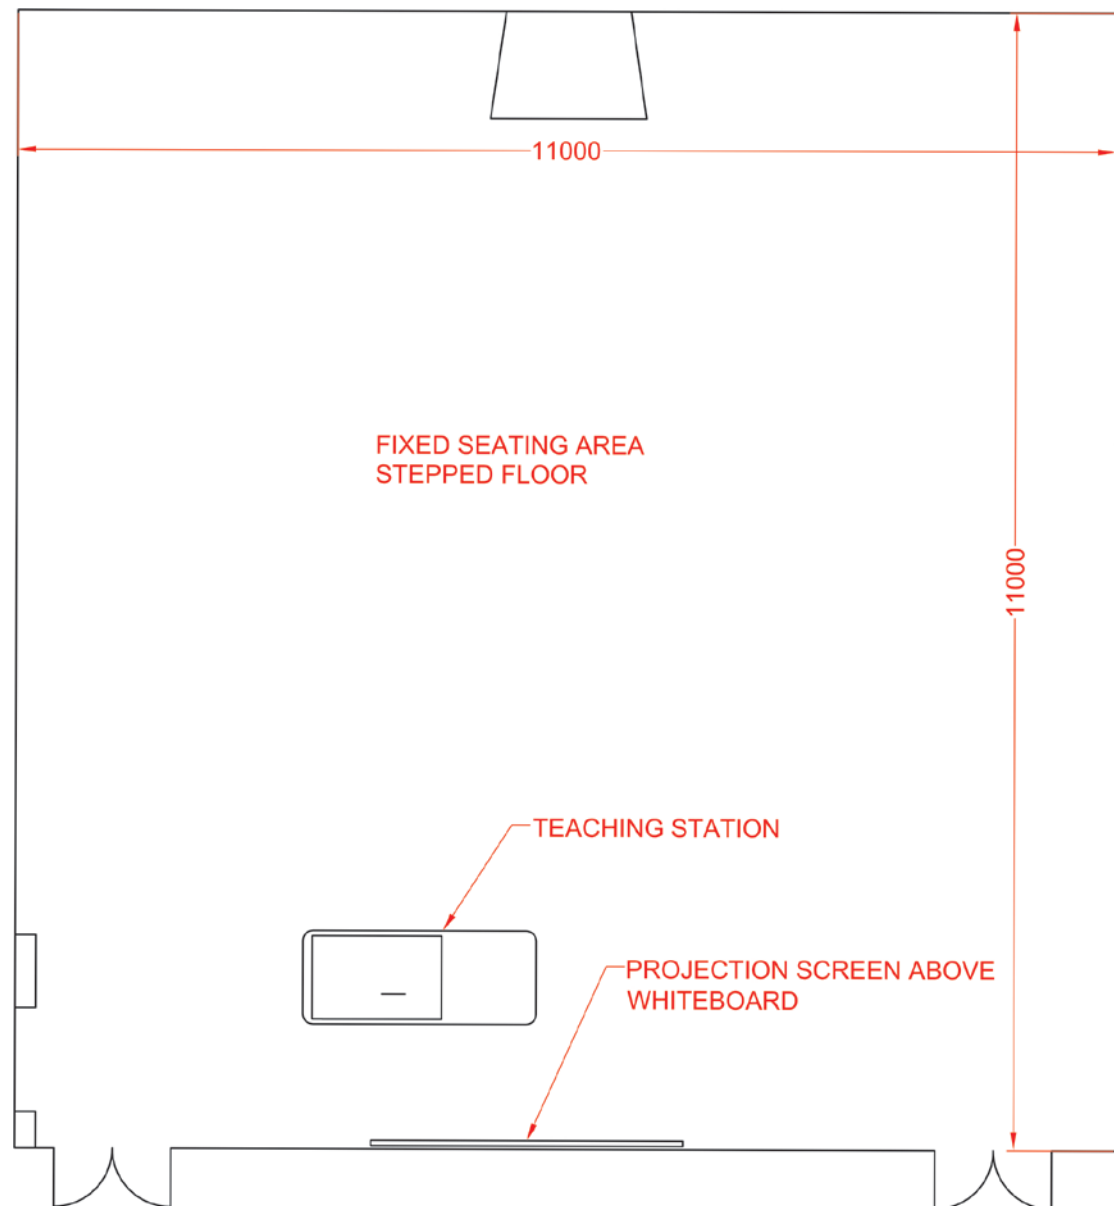 11000
FIXED SEATING AREA
STEPPED FLOOR
11000
TEACHING STATION
PROJECTION SCREEN ABOVE
WHITEBOARD